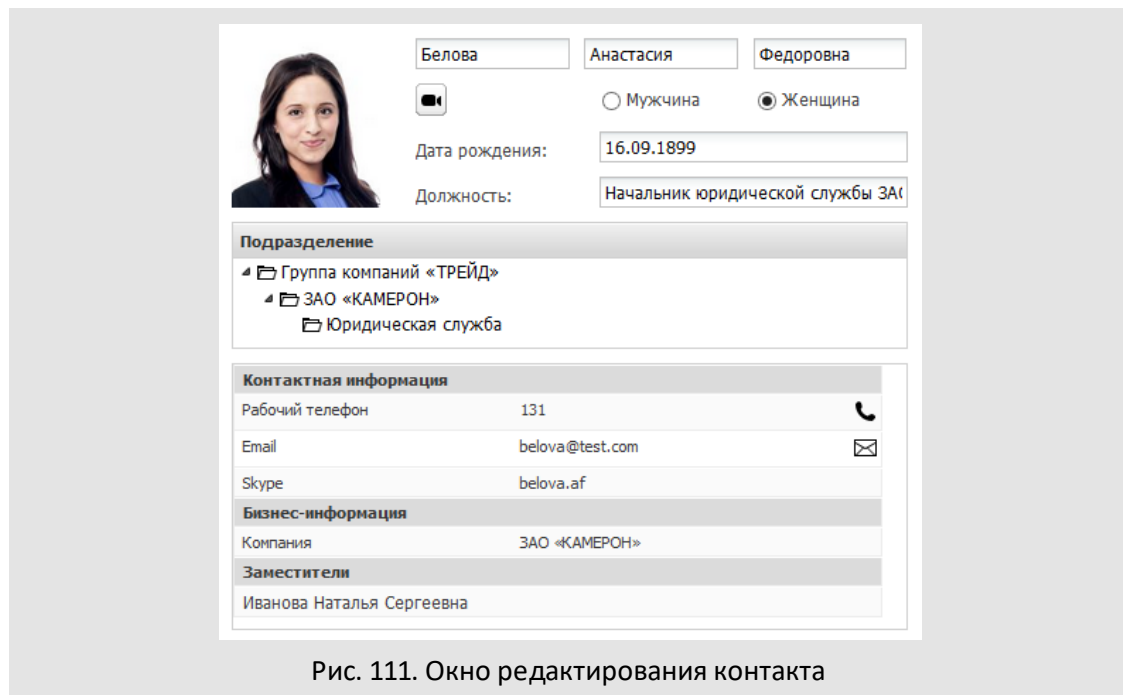 Белова Анастасия Федоровна
Мужчина Женщина
Дата рождения: 16.09.1899
Должность: Начальник юридической службы ЗАО
Подразделение
Группа компаний «ТРЕЙД»
ЗАО «КАМЕРОН»
Юридическая служба
Контактная информация
Рабочий телефон 131
Email belova@test.com
Skype belova.af
Бизнес-информация
Компания ЗАО «КАМЕРОН»
Заместители
Иванова Наталья Сергеевна
Рис. 111. Окно редактирования контакта